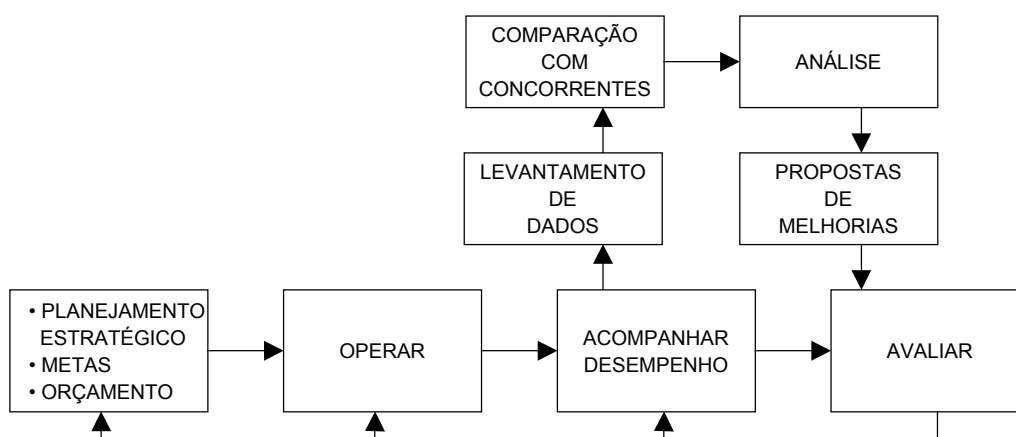 COMPARAÇÃO
COM
CONCORRENTES
ANÁLISE
LEVANTAMENTO
DE
DADOS
PROPOSTAS
DE
MELHORIAS
• PLANEJAMENTO
ESTRATÉGICO
• METAS
• ORÇAMENTO
OPERAR
ACOMPANHAR
DESEMPENHO
AVALIAR